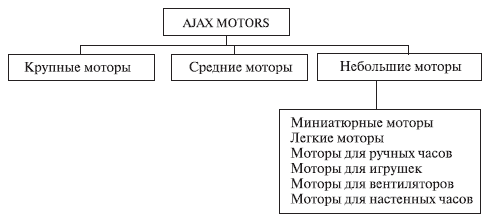 AJAX MOTORS
Крупные моторы
Средние моторы
Небольшие моторы
Миниатюрные моторы
Легкие моторы
Моторы для ручных часов
Моторы для игрушек
Моторы для вентиляторов
Моторы для настенных часов